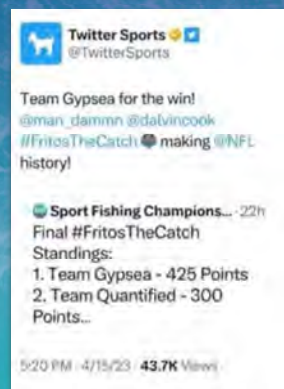 Twitter Sports
@TwitterSports
Team Gypsea for the win!
@man_dammn @dalvincook
#FritosTheCatch making @NFL
history!
Sport Fishing Champions... · 22h
Final #FritosTheCatch
Standings:
1. Team Gypsea - 425 Points
2. Team Quantified - 300
Points...
5:20 PM · 4/15/23 · 43.7K Views